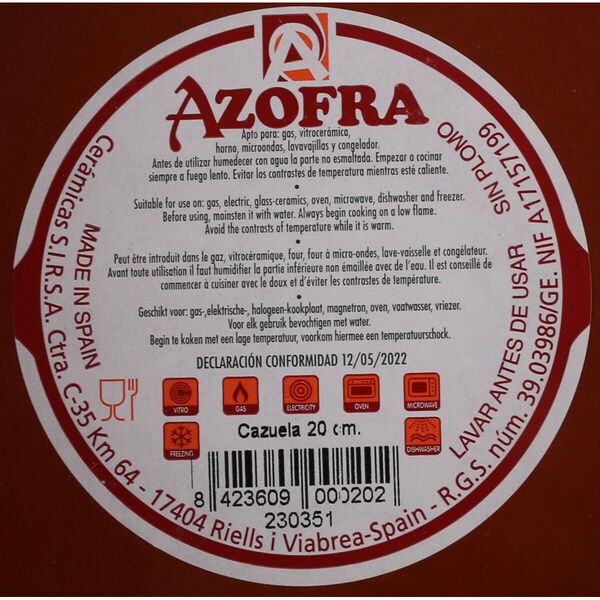 AZOFRA
Apto para: gas, vitrocerámica,
horno, microondas, lavavajillas y congelador.
Antes de utilizar humedecer con agua la parte no esmaltada. Empezar a cocinar
siempre a fuego lento. Evitar los contrastes de temperatura mientras esté caliente.
Suitable for use on: gas, electric, glass-ceramics, oven, microwave, dishwasher and freezer.
Before using, mainsten it with water. Always begin cooking on a low flame.
Avoid the contrasts of temperature while it is warm.
Peut être introduit dans le gaz, vitrocéramique, four, four à micro-ondes, lave-vaisselle et congélateur.
Avant toute utilisation il faut humidifier la partie inférieure non émaillée avec de l'eau. Il est conseillé de
commencer à cuisiner avec le doux et d'éviter les contrastes de température.
Geschikt voor: gas-,elektrische-, halogeen-kookplaat, magnetron, oven, vaatwasser, vriezer.
Voor elk gebruik bevochtigen met water.
Begin te koken met een lage temperatuur, voorkom hiermee een temperatuurschock.
DECLARACIÓN CONFORMIDAD 12/05/2022
VITRO
GAS
ELECTRICITY
OVEN
MICROWAVE
FREEZING
DISHWASHER
Cazuela 20 cm.
8 423609 000202
230351
MADE IN SPAIN
SIN PLOMO
LAVAR ANTES DE USAR
Cerámicas S.I.R.S.A. Ctra. C-35 Km 64 - 17404 Riells i Viabrea-Spain - R.G.S. núm. 39.03986/GE. NIF A17157199